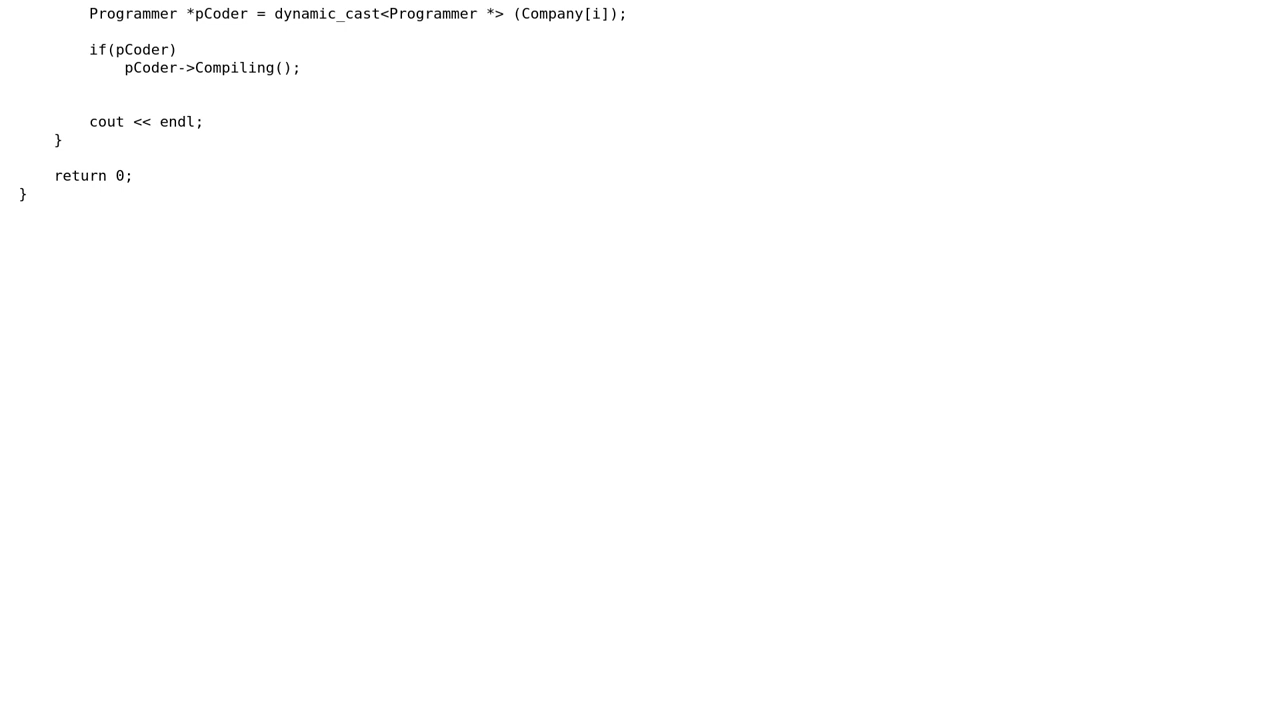 Programmer *pCoder = dynamic_cast<Programmer *> (Company[i]);
        if(pCoder)
            pCoder->Compiling();
        cout << endl;
    }
    return 0;
}